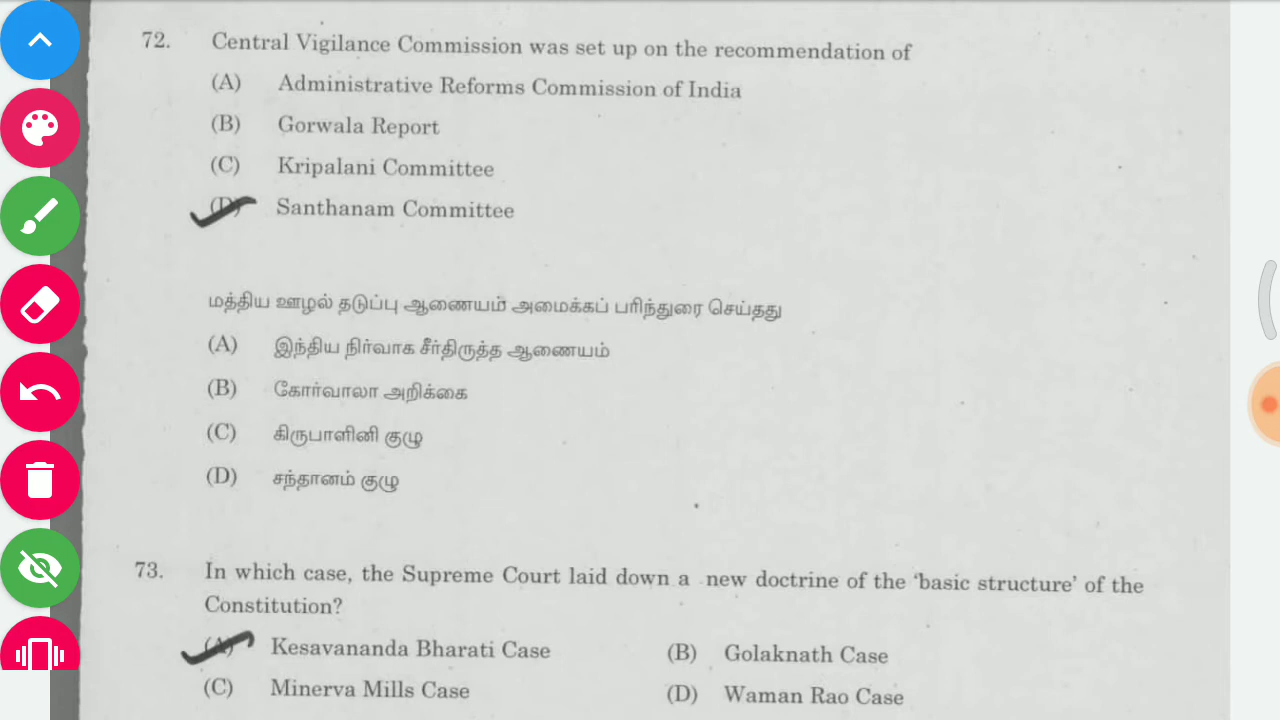 72. Central Vigilance Commission was set up on the recommendation of
(A) Administrative Reforms Commission of India
(B) Gorwala Report
(C) Kripalani Committee
(D) Santhanam Committee
மத்திய ஊழல் தடுப்பு ஆணையம் அமைக்கப் பரிந்துரை செய்தது
(A) இந்திய நிர்வாக சீர்திருத்த ஆணையம்
(B) கோர்வாலா அறிக்கை
(C) கிருபாளினி குழு
(D) சந்தானம் குழு
73. In which case, the Supreme Court laid down a new doctrine of the ‘basic structure’ of the
Constitution?
(A) Kesavananda Bharati Case (B) Golaknath Case
(C) Minerva Mills Case (D) Waman Rao Case